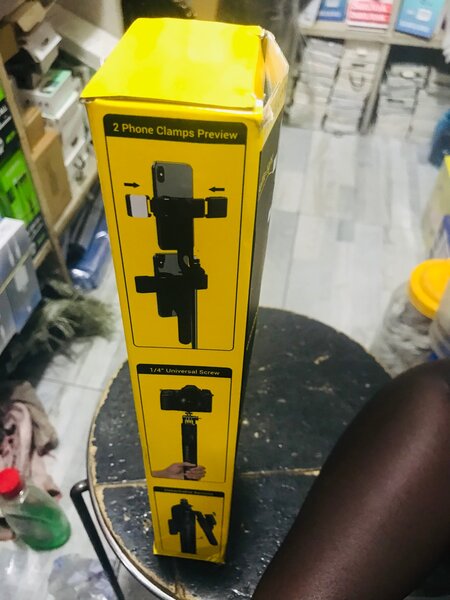 2 Phone Clamps Preview
1/4" Universal Screw